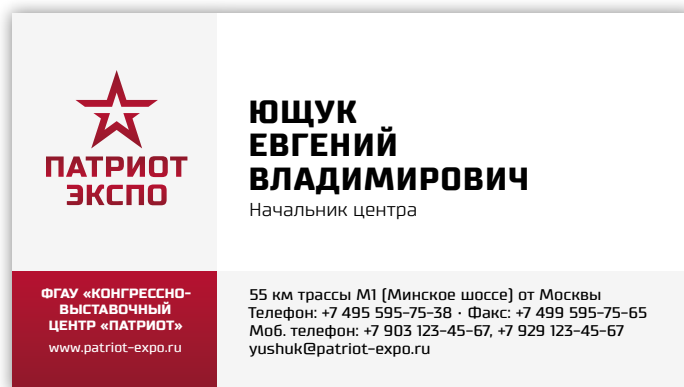 ПАТРИОТ
ЭКСПО
ЮЩУК
ЕВГЕНИЙ
ВЛАДИМИРОВИЧ
Начальник центра
ФГАУ «КОНГРЕССНО-
ВЫСТАВОЧНЫЙ
ЦЕНТР «ПАТРИОТ»
www.patriot-expo.ru
55 км трассы М1 (Минское шоссе) от Москвы
Телефон: +7 495 595-75-38 · Факс: +7 499 595-75-65
Моб. телефон: +7 903 123-45-67, +7 929 123-45-67
yushuk@patriot-expo.ru